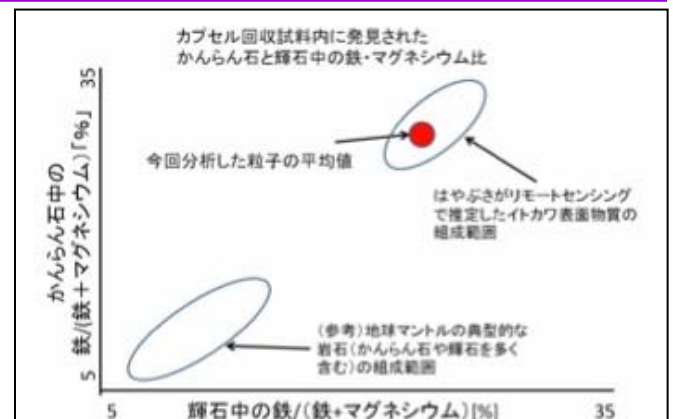 カプセル回収試料内に発見された
かんらん石と輝石中の鉄・マグネシウム比
35
かんらん石中の
鉄/(鉄+マグネシウム)「%」
5
今回分析した粒子の平均値
はやぶさがリモートセンシング
で推定したイトカワ表面物質の
組成範囲
(参考)地球マントルの典型的な
岩石(かんらん石や輝石を多く
含む)の組成範囲
5
輝石中の鉄/(鉄+マグネシウム)[%]
35